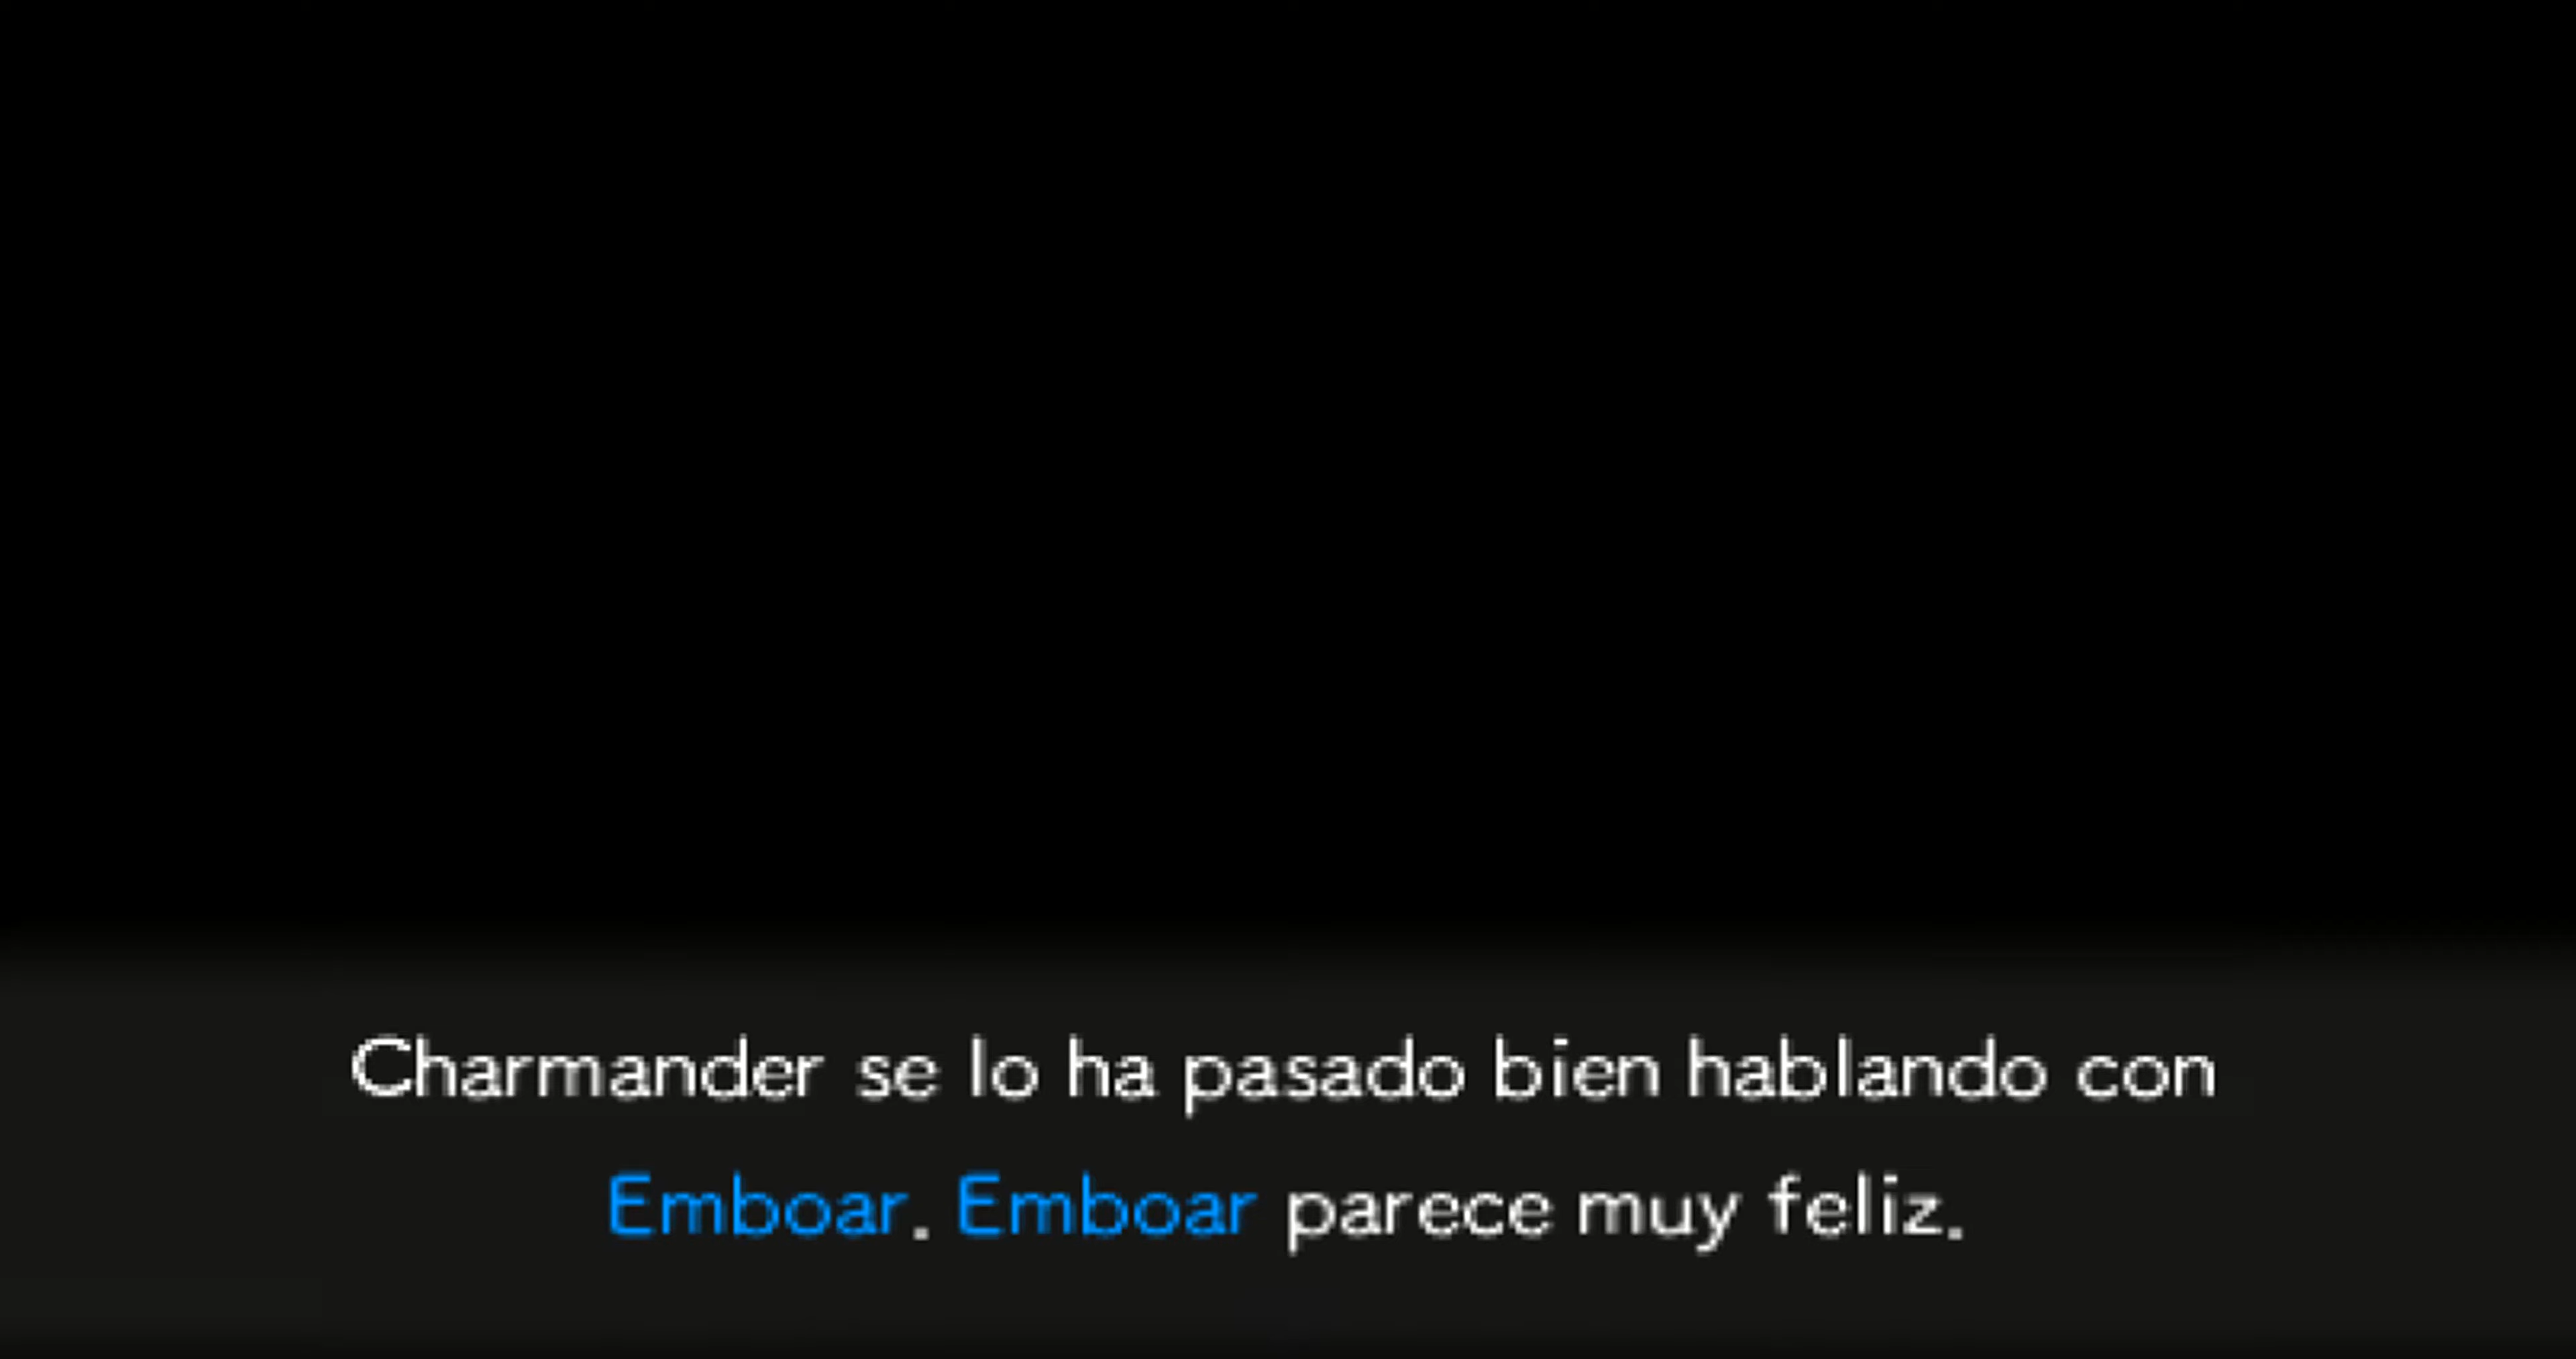 Charmander se lo ha pasado bien hablando con
Emboar. Emboar parece muy feliz.